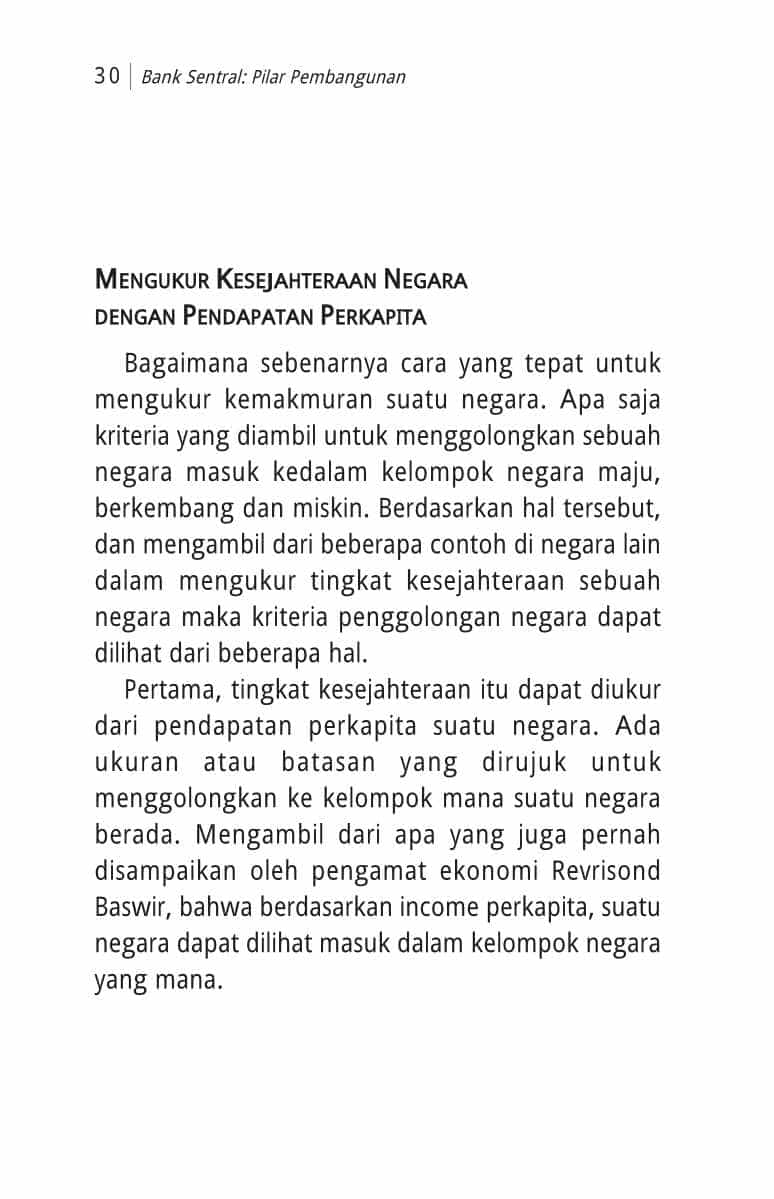 30 | Bank Sentral: Pilar Pembangunan
Mengukur Kesejahteraan Negara
dengan Pendapatan Perkapita
Bagaimana sebenarnya cara yang tepat untuk
mengukur kemakmuran suatu negara. Apa saja
kriteria yang diambil untuk menggolongkan sebuah
negara masuk kedalam kelompok negara maju,
berkembang dan miskin. Berdasarkan hal tersebut,
dan mengambil dari beberapa contoh di negara lain
dalam mengukur tingkat kesejahteraan sebuah
negara maka kriteria penggolongan negara dapat
dilihat dari beberapa hal.
Pertama, tingkat kesejahteraan itu dapat diukur
dari pendapatan perkapita suatu negara. Ada
ukuran atau batasan yang dirujuk untuk
menggolongkan ke kelompok mana suatu negara
berada. Mengambil dari apa yang juga pernah
disampaikan oleh pengamat ekonomi Revrisond
Baswir, bahwa berdasarkan income perkapita, suatu
negara dapat dilihat masuk dalam kelompok negara
yang mana.